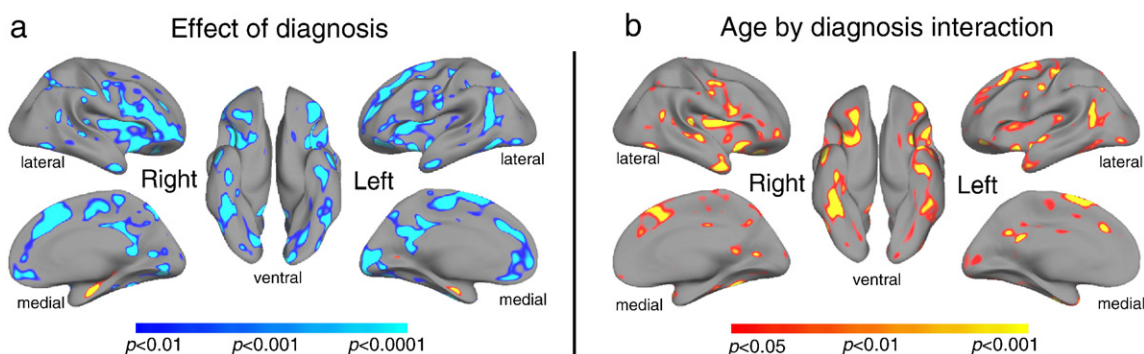 a Effect of diagnosis
lateral
Right
medial
ventral
Left
lateral
medial
p<0.01 p<0.001 p<0.0001
b Age by diagnosis interaction
lateral
Right
medial
ventral
Left
lateral
medial
p<0.05 p<0.01 p<0.001